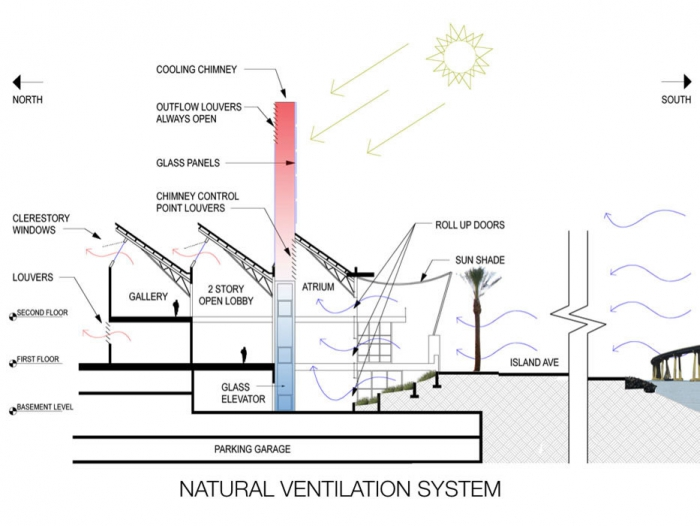 COOLING CHIMNEY
NORTH
SOUTH
OUTFLOW LOUVERS
ALWAYS OPEN
GLASS PANELS
CHIMNEY CONTROL
POINT LOUVERS
CLERESTORY
WINDOWS
ROLL UP DOORS
SUN SHADE
LOUVERS
GALLERY
2 STORY
OPEN LOBBY
ATRIUM
SECOND FLOOR
FIRST FLOOR
ISLAND AVE
GLASS
ELEVATOR
BASEMENT LEVEL
PARKING GARAGE
NATURAL VENTILATION SYSTEM